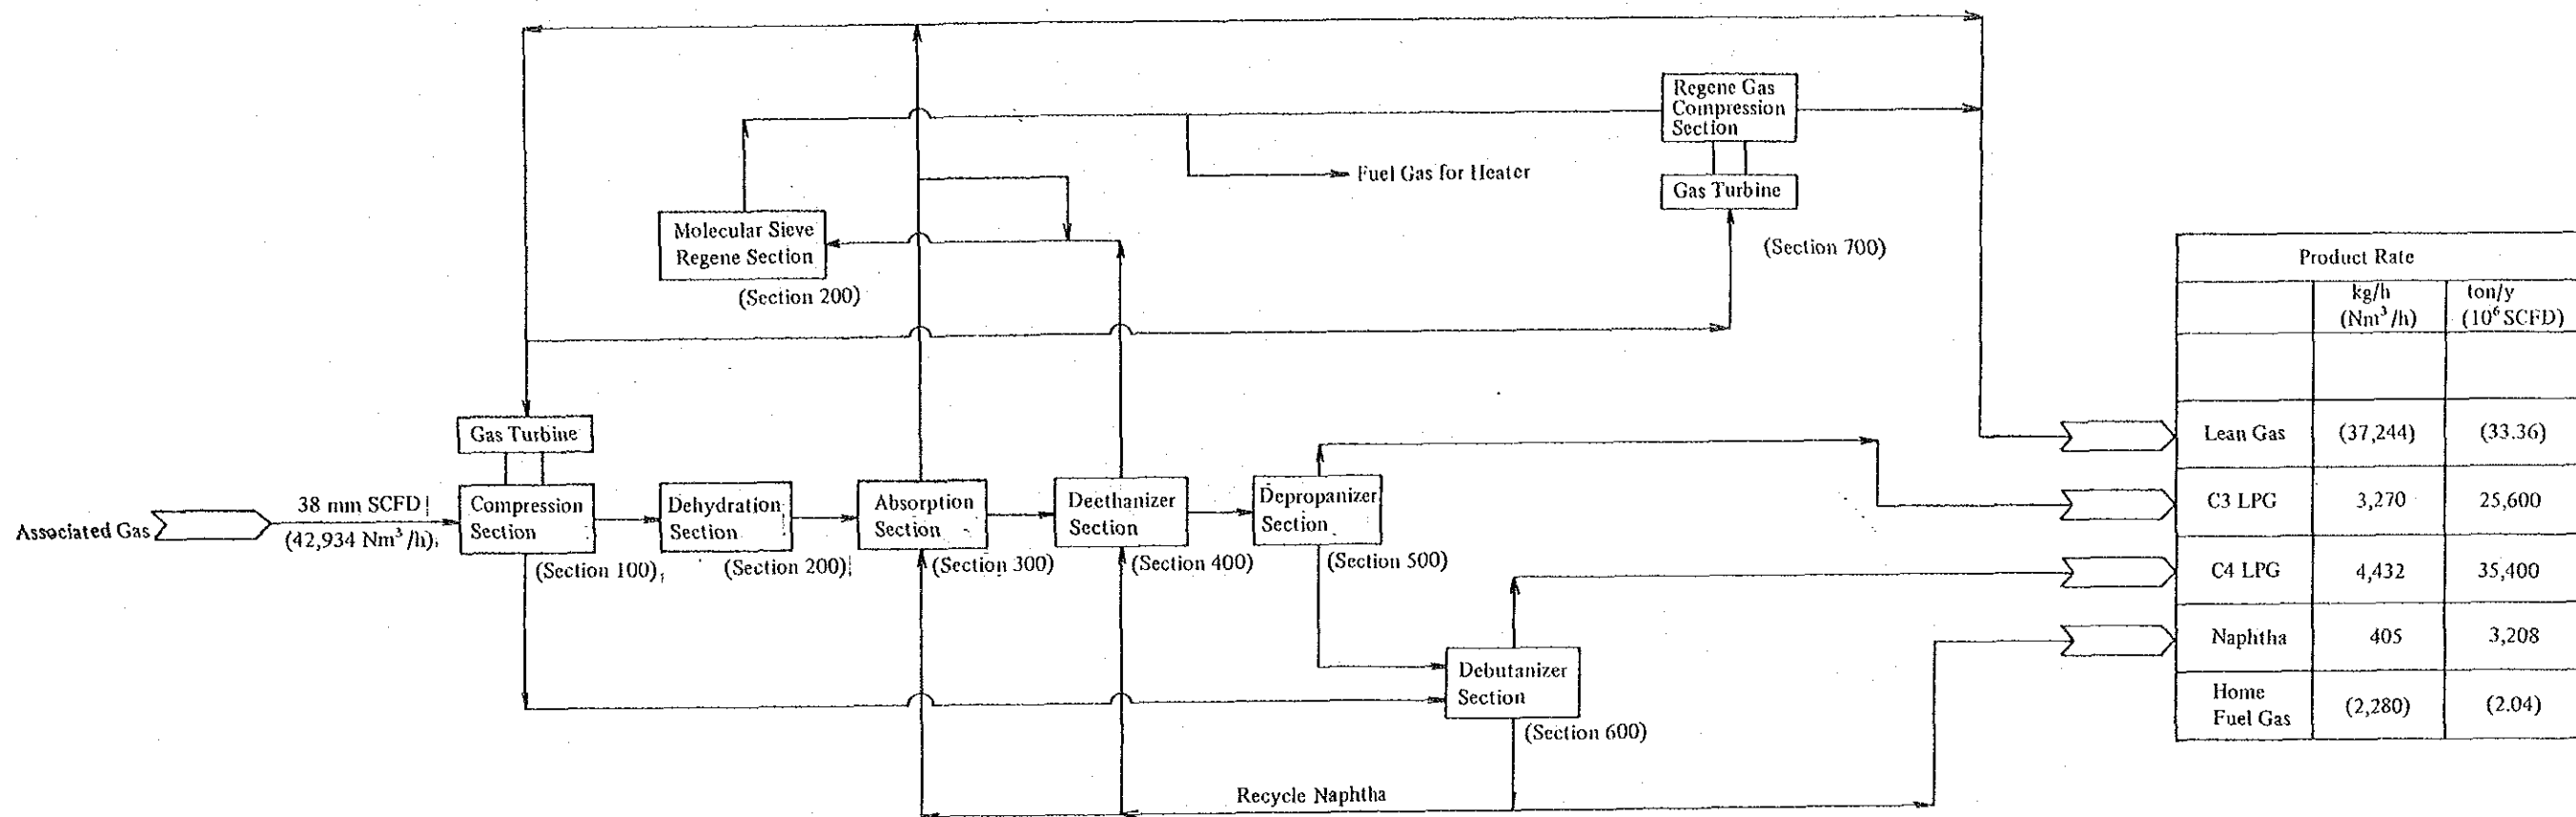 Regene Gas
Compression
Section
Fuel Gas for Heater
Gas Turbine
Molecular Sieve
Regene Section
(Section 200)
(Section 700)
Gas Turbine
Associated Gas
38 mm SCFD
(42,934 Nm³/h)
Compression
Section
(Section 100)
Dehydration
Section
(Section 200)
Absorption
Section
(Section 300)
Deethanizer
Section
(Section 400)
Depropanizer
Section
(Section 500)
Debutanizer
Section
(Section 600)
Recycle Naphtha
Product Rate
kg/h ton/y
(Nm³/h) (10⁶ SCFD)
Lean Gas (37,244) (33.36)
C3 LPG 3,270 25,600
C4 LPG 4,432 35,400
Naphtha 405 3,208
Home
Fuel Gas (2,280) (2.04)